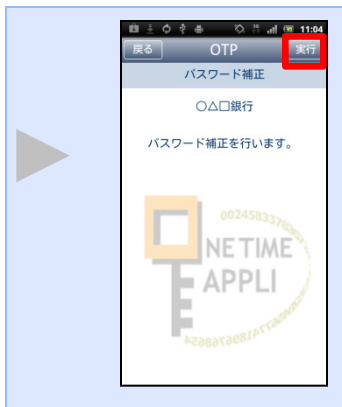 11:04
戻る
OTP
実行
パスワード補正
○△□銀行
パスワード補正を行います。
NE TIME
APPLI